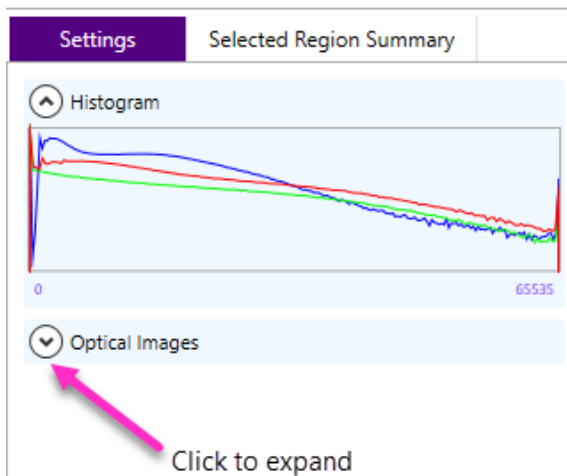 Settings Selected Region Summary
Histogram
0 65535
Optical Images
Click to expand